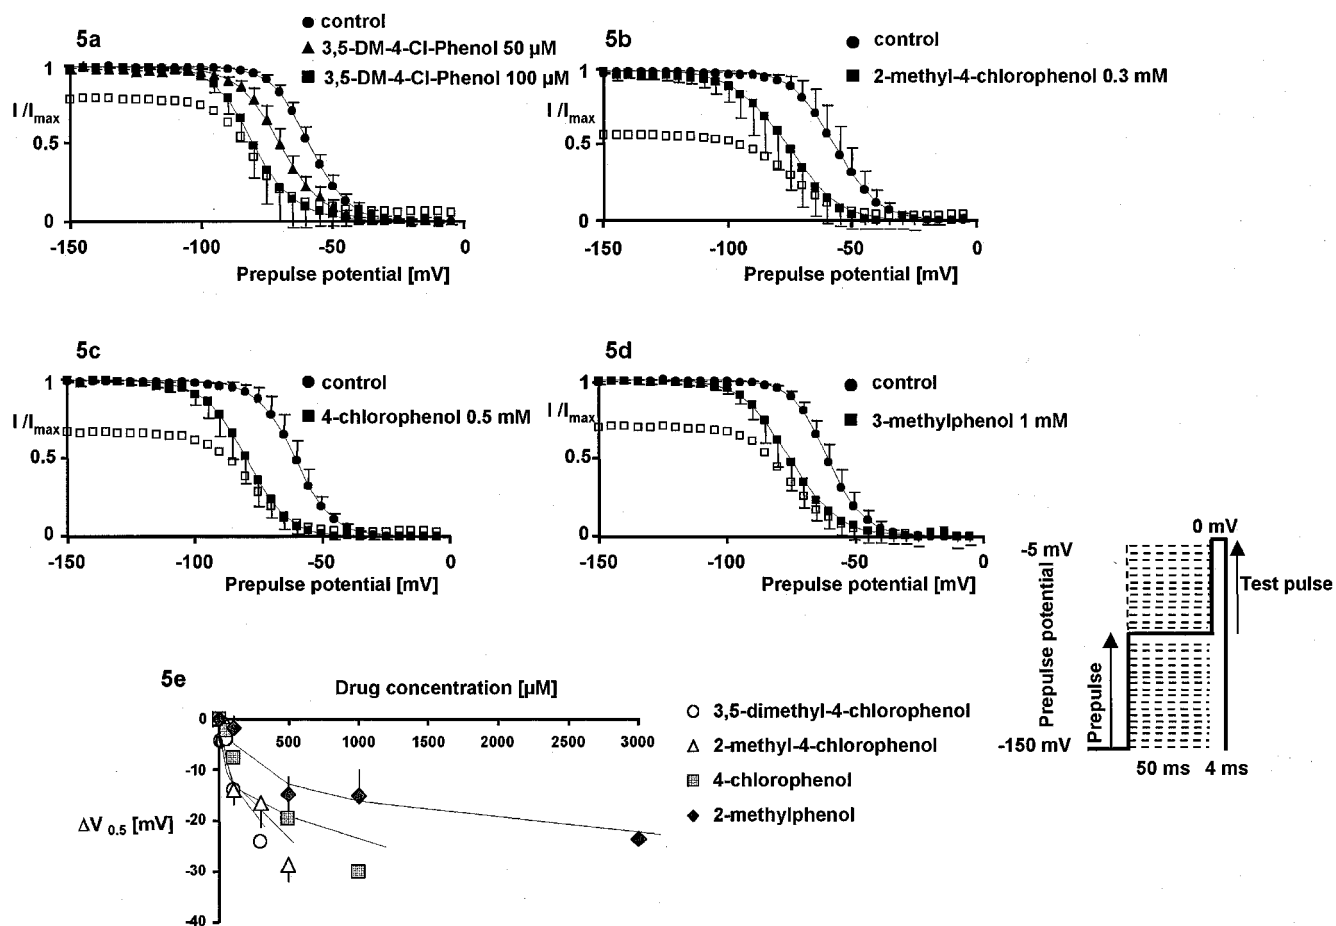 5a
control
3,5-DM-4-Cl-Phenol 50 µM
3,5-DM-4-Cl-Phenol 100 µM
1
I /Imax
0.5
0
-150 -100 -50 0
Prepulse potential [mV]
5b
control
2-methyl-4-chlorophenol 0.3 mM
1
I /Imax
0.5
0
-150 -100 -50 0
Prepulse potential [mV]
5c
control
4-chlorophenol 0.5 mM
1
I /Imax
0.5
0
-150 -100 -50 0
Prepulse potential [mV]
5d
control
3-methylphenol 1 mM
1
I /Imax
0.5
0
-150 -100 -50 0
Prepulse potential [mV]
0 mV
-5 mV
Test pulse
Prepulse potential
Prepulse
-150 mV
50 ms 4 ms
5e
Drug concentration [µM]
0 500 1000 1500 2000 2500 3000
-10
-20
-30
-40
ΔV 0.5 [mV]
3,5-dimethyl-4-chlorophenol
2-methyl-4-chlorophenol
4-chlorophenol
2-methylphenol